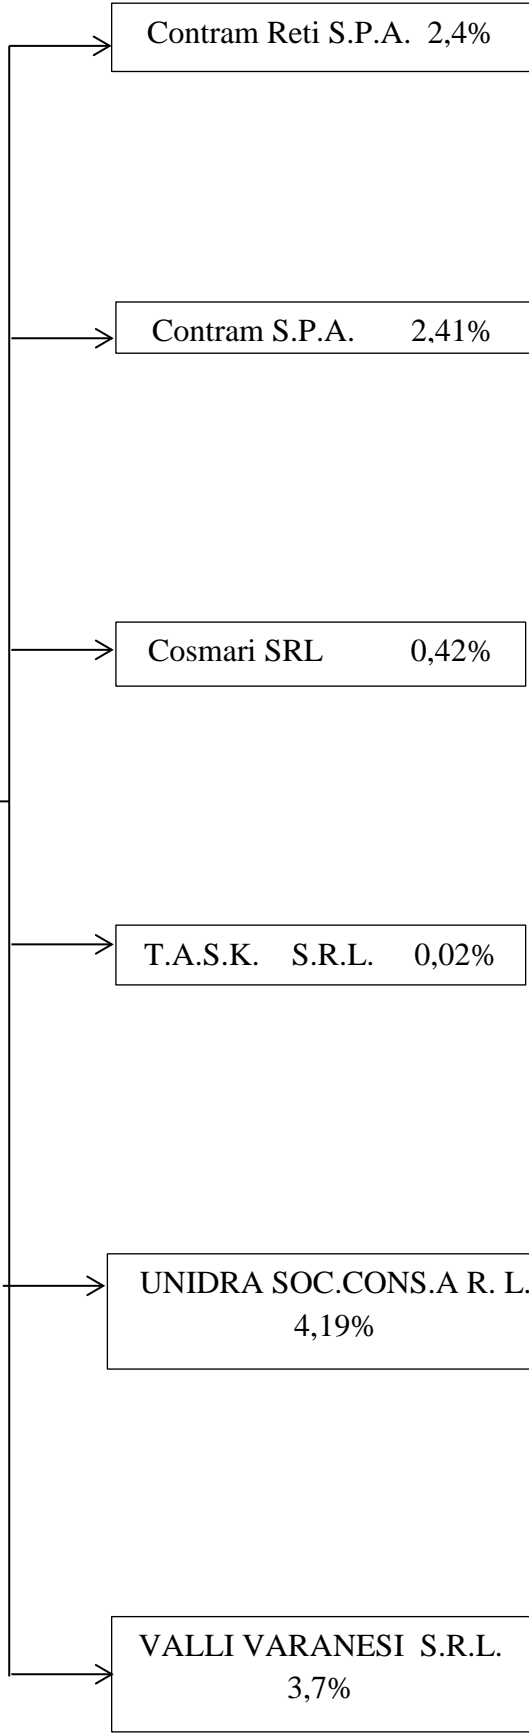 Contram Reti S.P.A. 2,4%
Contram S.P.A. 2,41%
Cosmari SRL 0,42%
T.A.S.K. S.R.L. 0,02%
UNIDRA SOC.CONS.A R. L.
4,19%
VALLI VARANESI S.R.L.
3,7%